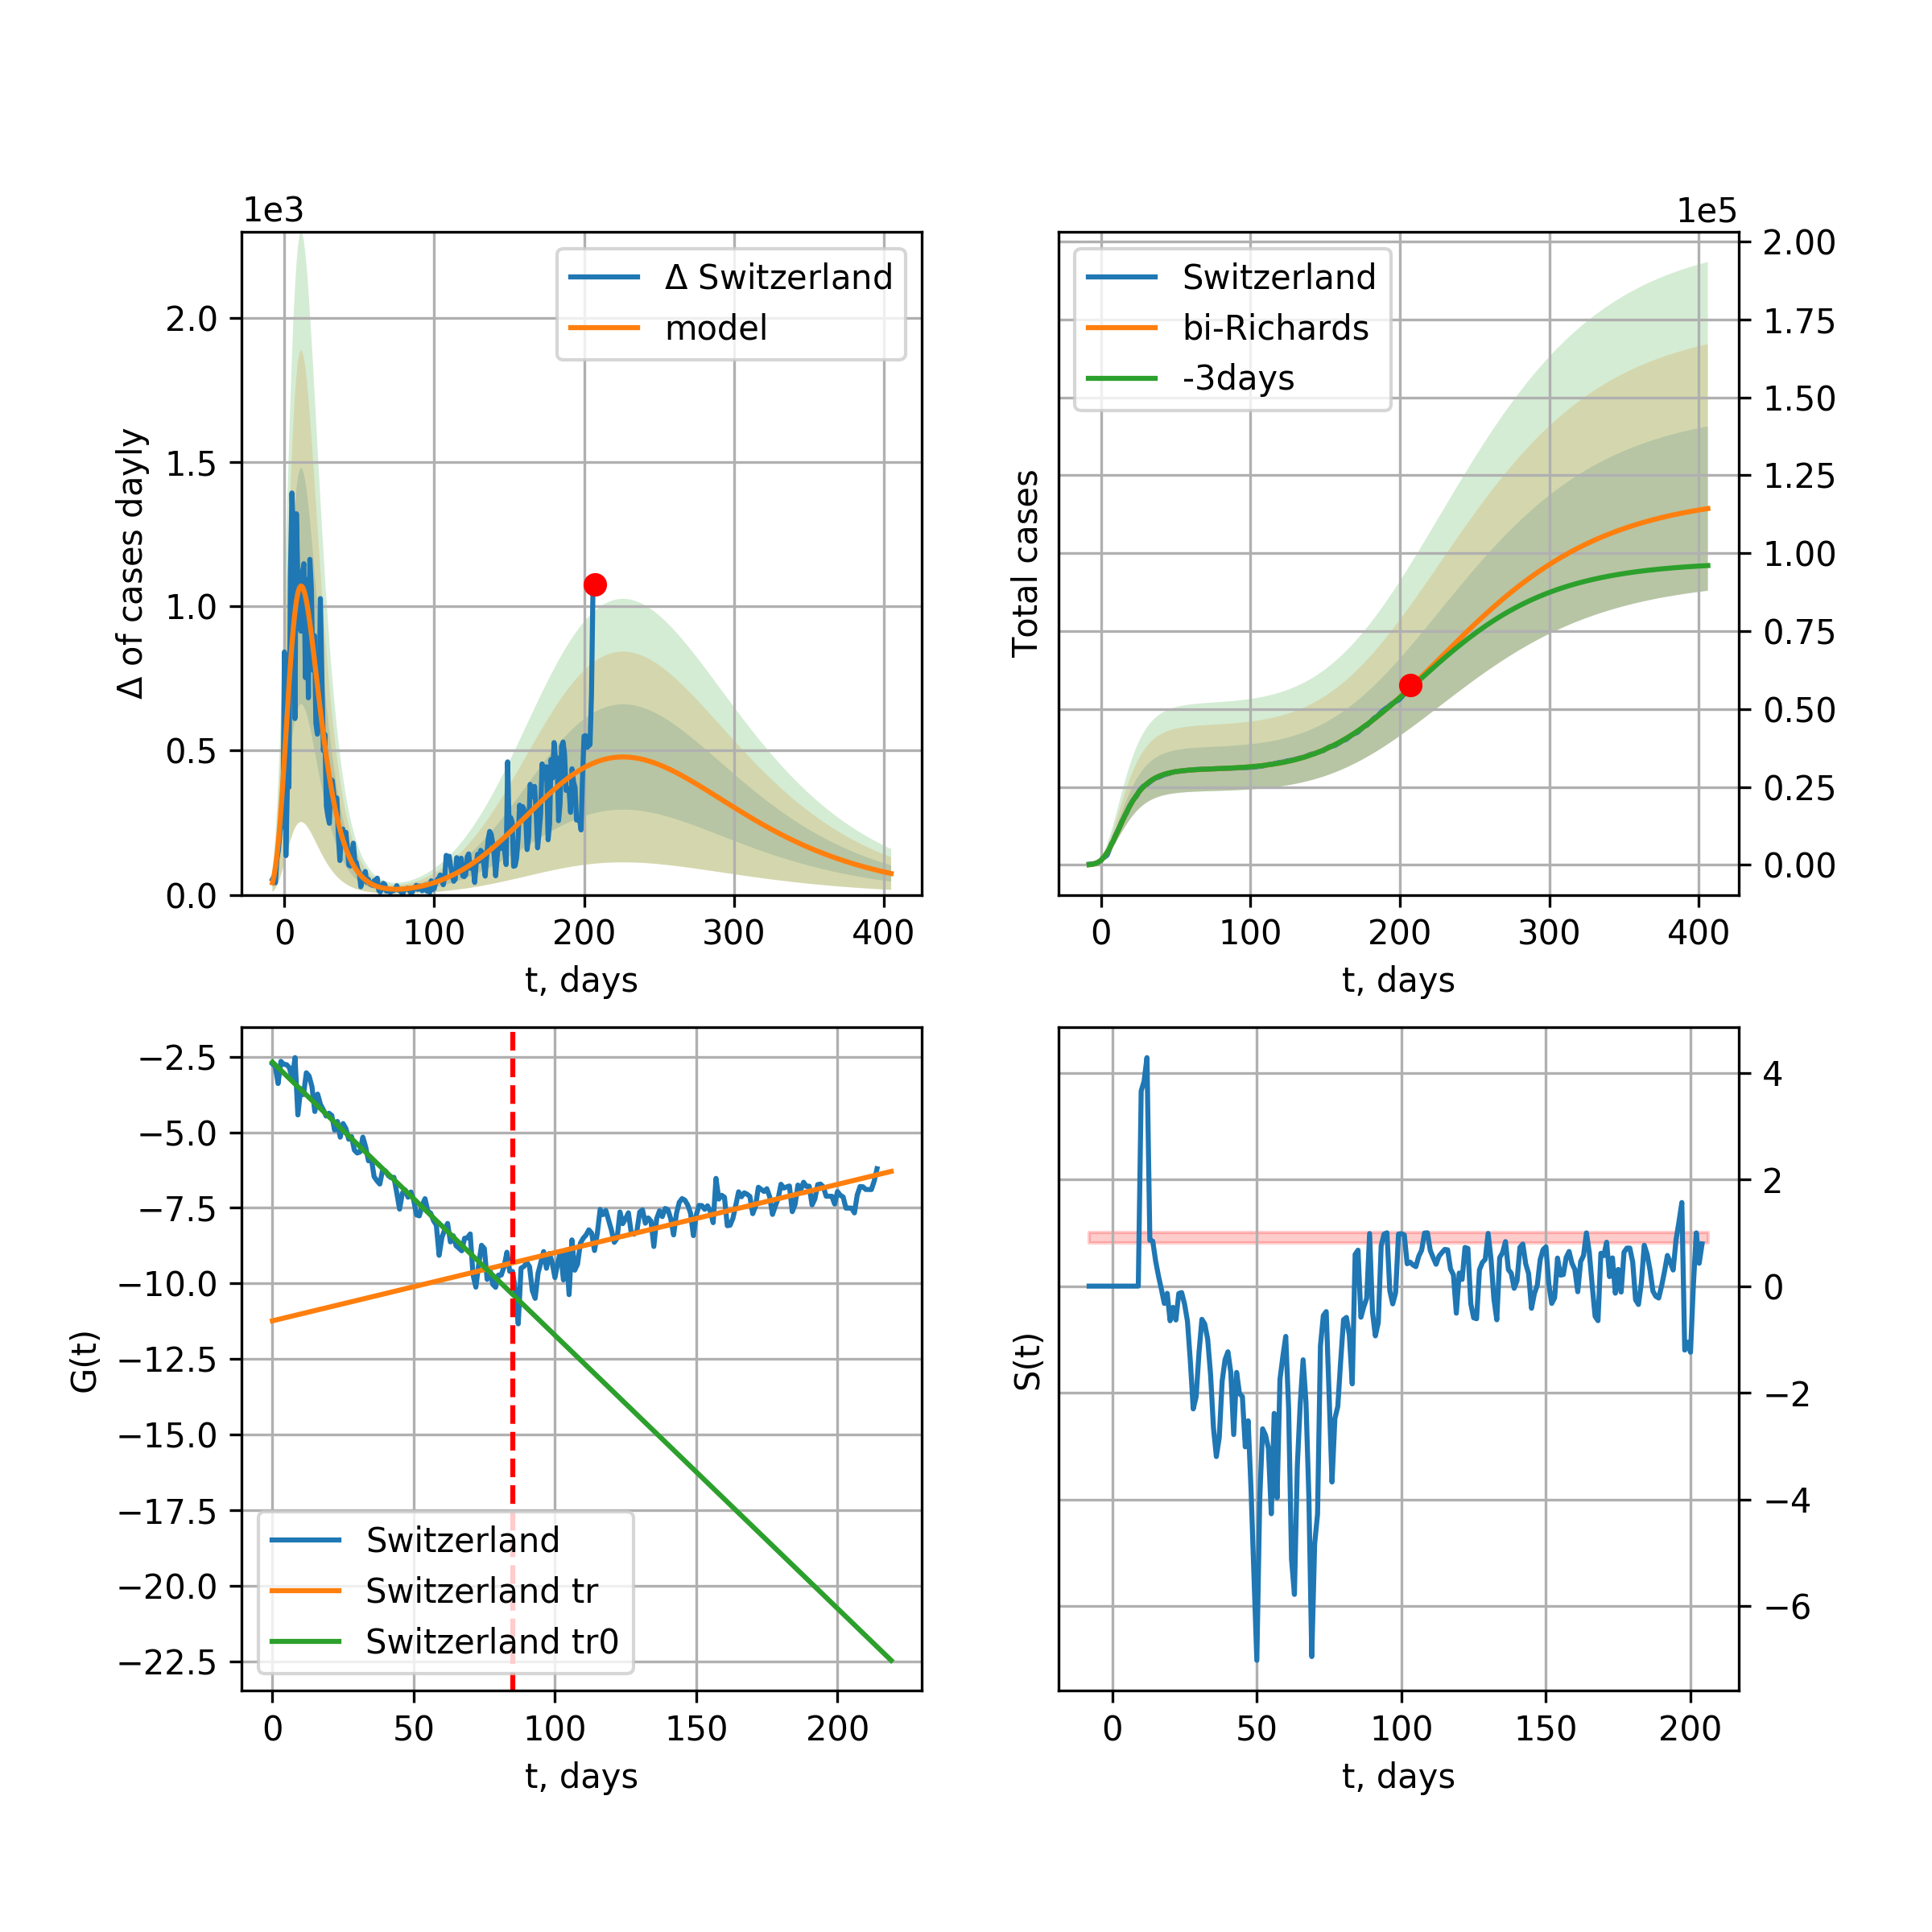 1e3
Δ of cases dayly
2.0
1.5
1.0
0.5
0.0
0 100 200 300 400
t, days
Δ Switzerland
model
1e5
Total cases
2.00
1.75
1.50
1.25
1.00
0.75
0.50
0.25
0.00
0 100 200 300 400
t, days
Switzerland
bi-Richards
-3days
G(t)
−2.5
−5.0
−7.5
−10.0
−12.5
−15.0
−17.5
−20.0
−22.5
0 50 100 150 200
t, days
Switzerland
Switzerland tr
Switzerland tr0
S(t)
4
2
0
−2
−4
−6
0 50 100 150 200
t, days